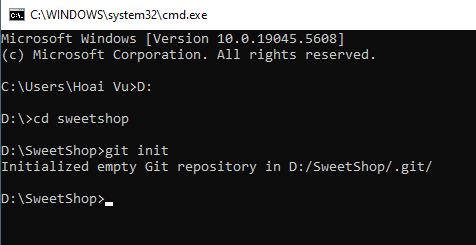 C:\WINDOWS\system32\cmd.exe
Microsoft Windows [Version 10.0.19045.5608]
(c) Microsoft Corporation. All rights reserved.
C:\Users\Hoai Vu>D:
D:\>cd sweetshop
D:\SweetShop>git init
Initialized empty Git repository in D:/SweetShop/.git/
D:\SweetShop>